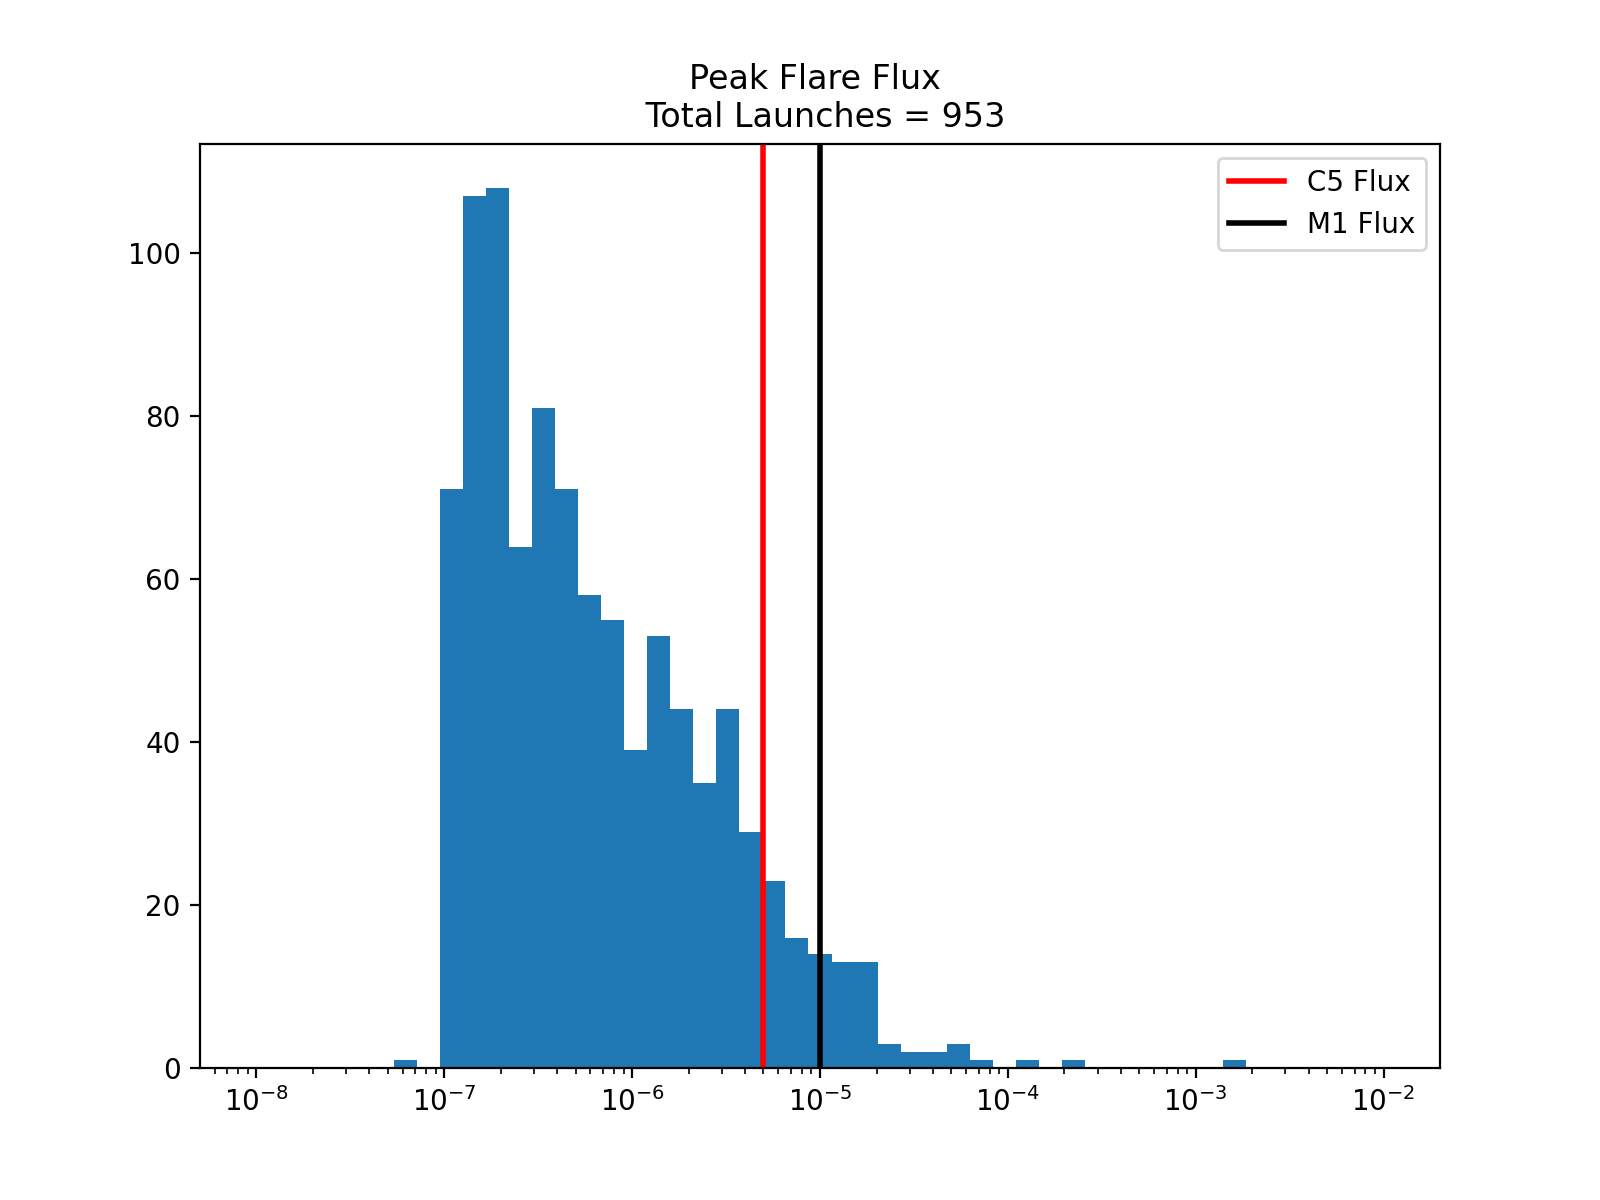 Peak Flare Flux
Total Launches = 953
C5 Flux
M1 Flux
100
80
60
40
20
0
10⁻⁸ 10⁻⁷ 10⁻⁶ 10⁻⁵ 10⁻⁴ 10⁻³ 10⁻²